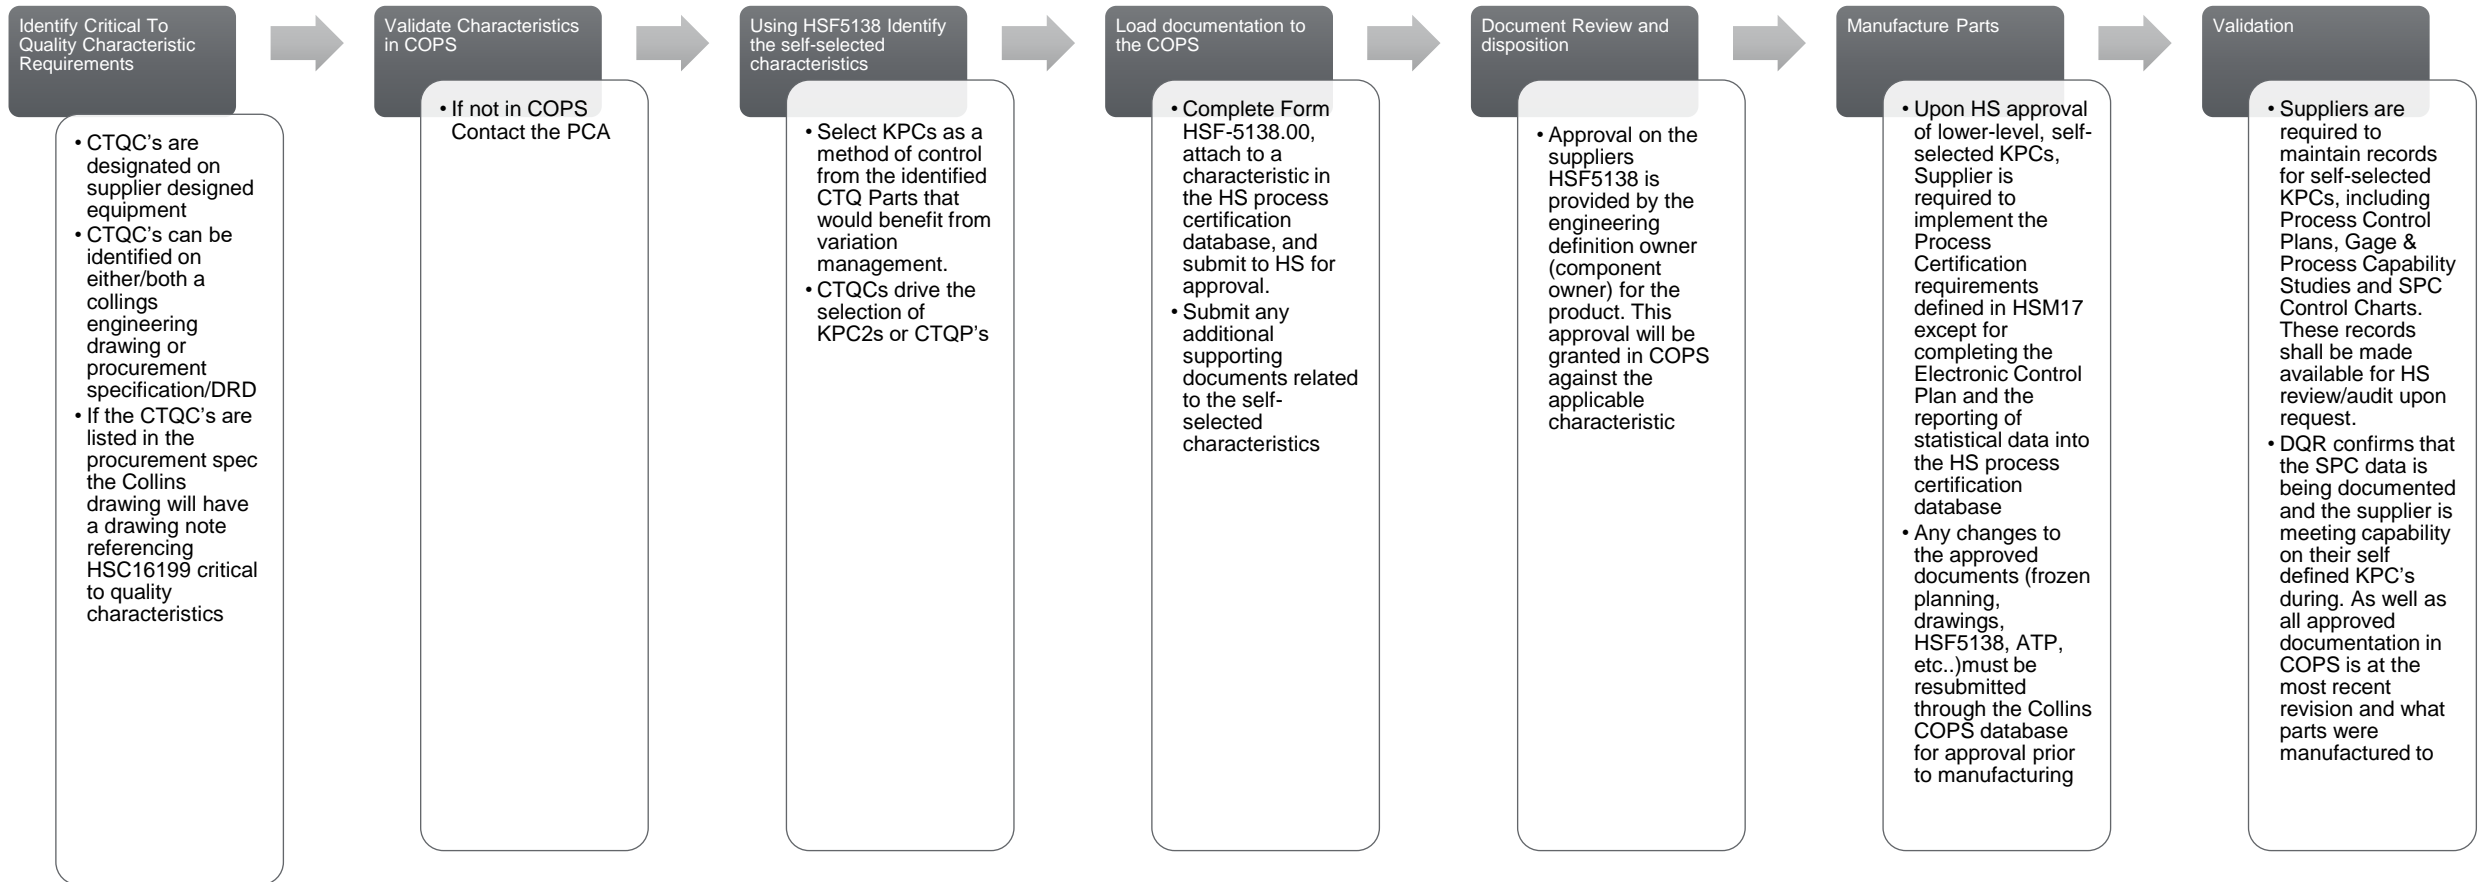 Identify Critical To
Quality Characteristic
Requirements
• CTQC's are
designated on
supplier designed
equipment
• CTQC's can be
identified on
either/both a
collings
engineering
drawing or
procurement
specification/DRD
• If the CTQC's are
listed in the
procurement spec
the Collins
drawing will have
a drawing note
referencing
HSC16199 critical
to quality
characteristics
Validate Characteristics
in COPS
• If not in COPS
Contact the PCA
Using HSF5138 Identify
the self-selected
characteristics
• Select KPCs as a
method of control
from the identified
CTQ Parts that
would benefit from
variation
management.
• CTQCs drive the
selection of
KPC2s or CTQP's
Load documentation to
the COPS
• Complete Form
HSF-5138.00,
attach to a
characteristic in
the HS process
certification
database, and
submit to HS for
approval.
• Submit any
additional
supporting
documents related
to the self-
selected
characteristics
Document Review and
disposition
• Approval on the
suppliers
HSF5138 is
provided by the
engineering
definition owner
(component
owner) for the
product. This
approval will be
granted in COPS
against the
applicable
characteristic
Manufacture Parts
• Upon HS approval
of lower-level, self-
selected KPCs,
Supplier is
required to
implement the
Process
Certification
requirements
defined in HSM17
except for
completing the
Electronic Control
Plan and the
reporting of
statistical data into
the HS process
certification
database
• Any changes to
the approved
documents (frozen
planning,
drawings,
HSF5138, ATP,
etc..)must be
resubmitted
through the Collins
COPS database
for approval prior
to manufacturing
Validation
• Suppliers are
required to
maintain records
for self-selected
KPCs, including
Process Control
Plans, Gage &
Process Capability
Studies and SPC
Control Charts.
These records
shall be made
available for HS
review/audit upon
request.
• DQR confirms that
the SPC data is
being documented
and the supplier is
meeting capability
on their self
defined KPC's
during. As well as
all approved
documentation in
COPS is at the
most recent
revision and what
parts were
manufactured to